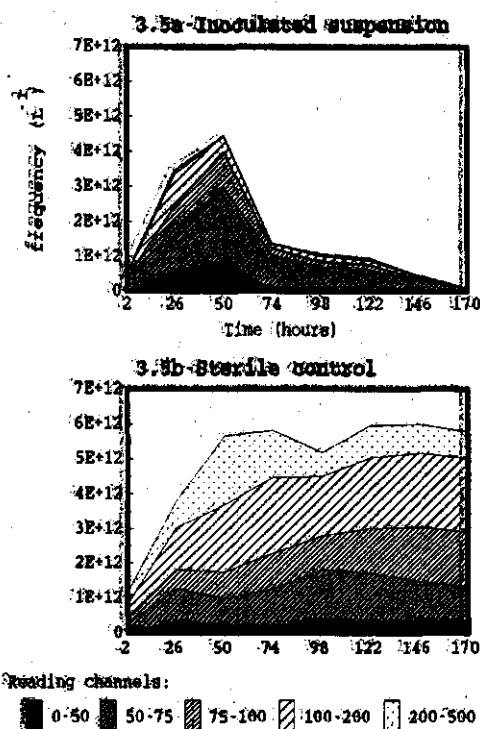 3.5a Inoculated suspension
frequency (L⁻¹)
7E+12
6E+12
5E+12
4E+12
3E+12
2E+12
1E+12
0
2 26 50 74 98 122 146 170
Time (hours)
3.5b Sterile control
7E+12
6E+12
5E+12
4E+12
3E+12
2E+12
1E+12
0
2 26 50 74 98 122 146 170
Reading channels:
0-50 50-75 75-100 100-200 200-500